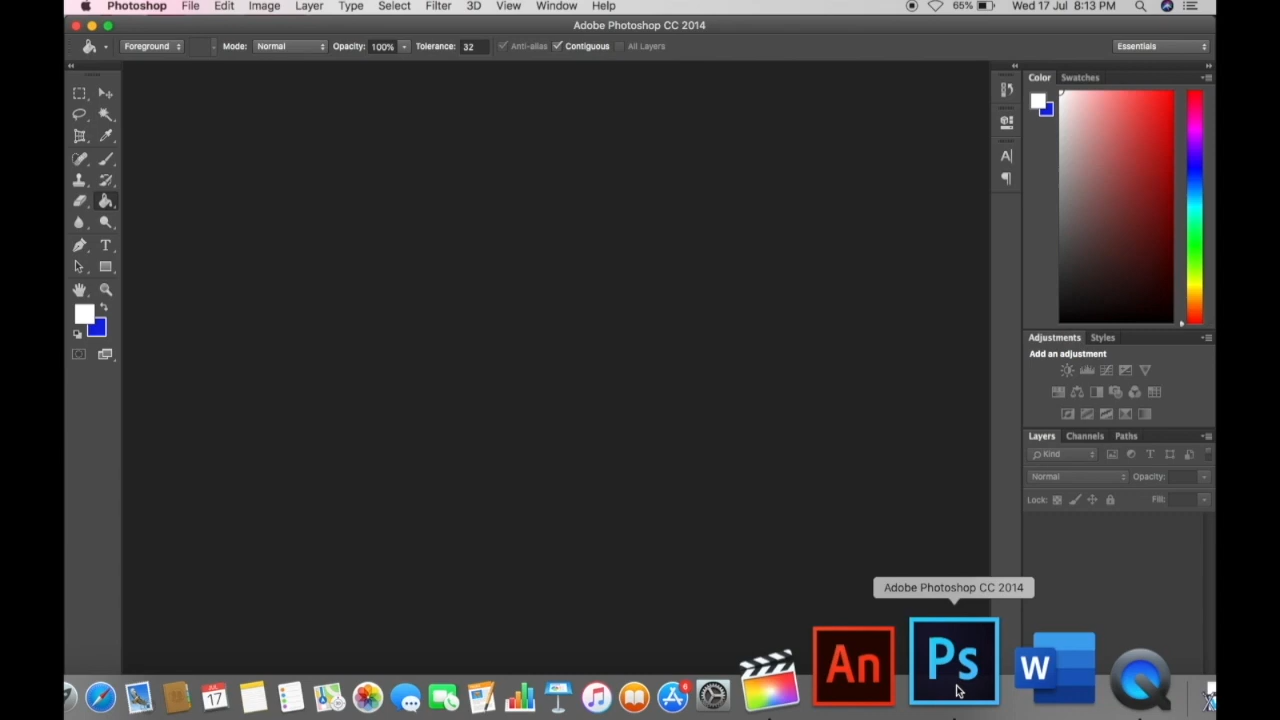 Photoshop File Edit Image Layer Type Select Filter 3D View Window Help 65% Wed 17 Jul 8:13 PM
Adobe Photoshop CC 2014
Foreground Mode: Normal Opacity: 100% Tolerance: 32 Anti-alias Contiguous All Layers Essentials
Color Swatches
Adjustments Styles
Add an adjustment
Layers Channels Paths
Kind
Normal Opacity:
Lock: Fill:
Adobe Photoshop CC 2014
An Ps W
JUL
17
6